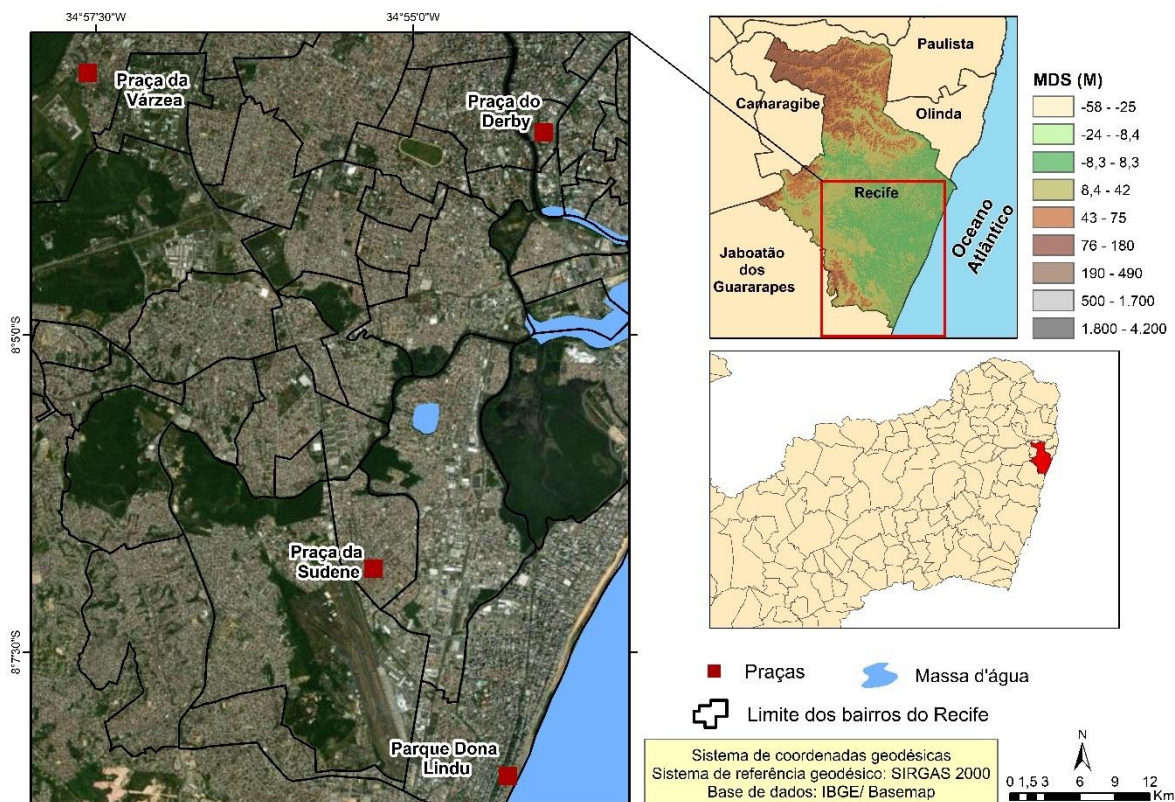 34°57'30"W
34°55'0"W
Praça da
Várzea
Praça do
Derby
8°50"S
8°7'30"S
Praça da
Sudene
Parque Dona
Lindu
Paulista
Camaragibe
Olinda
Recife
Jaboatão
dos
Guararapes
Oceano
Atlântico
MDS (M)
-58 - -25
-24 - -8,4
-8,3 - 8,3
8,4 - 42
43 - 75
76 - 180
190 - 490
500 - 1.700
1.800 - 4.200
Praças
Massa d'água
Limite dos bairros do Recife
Sistema de coordenadas geodésicas
Sistema de referência geodésico: SIRGAS 2000
Base de dados: IBGE/ Basemap
N
0 1,5 3 6 9 12
Km